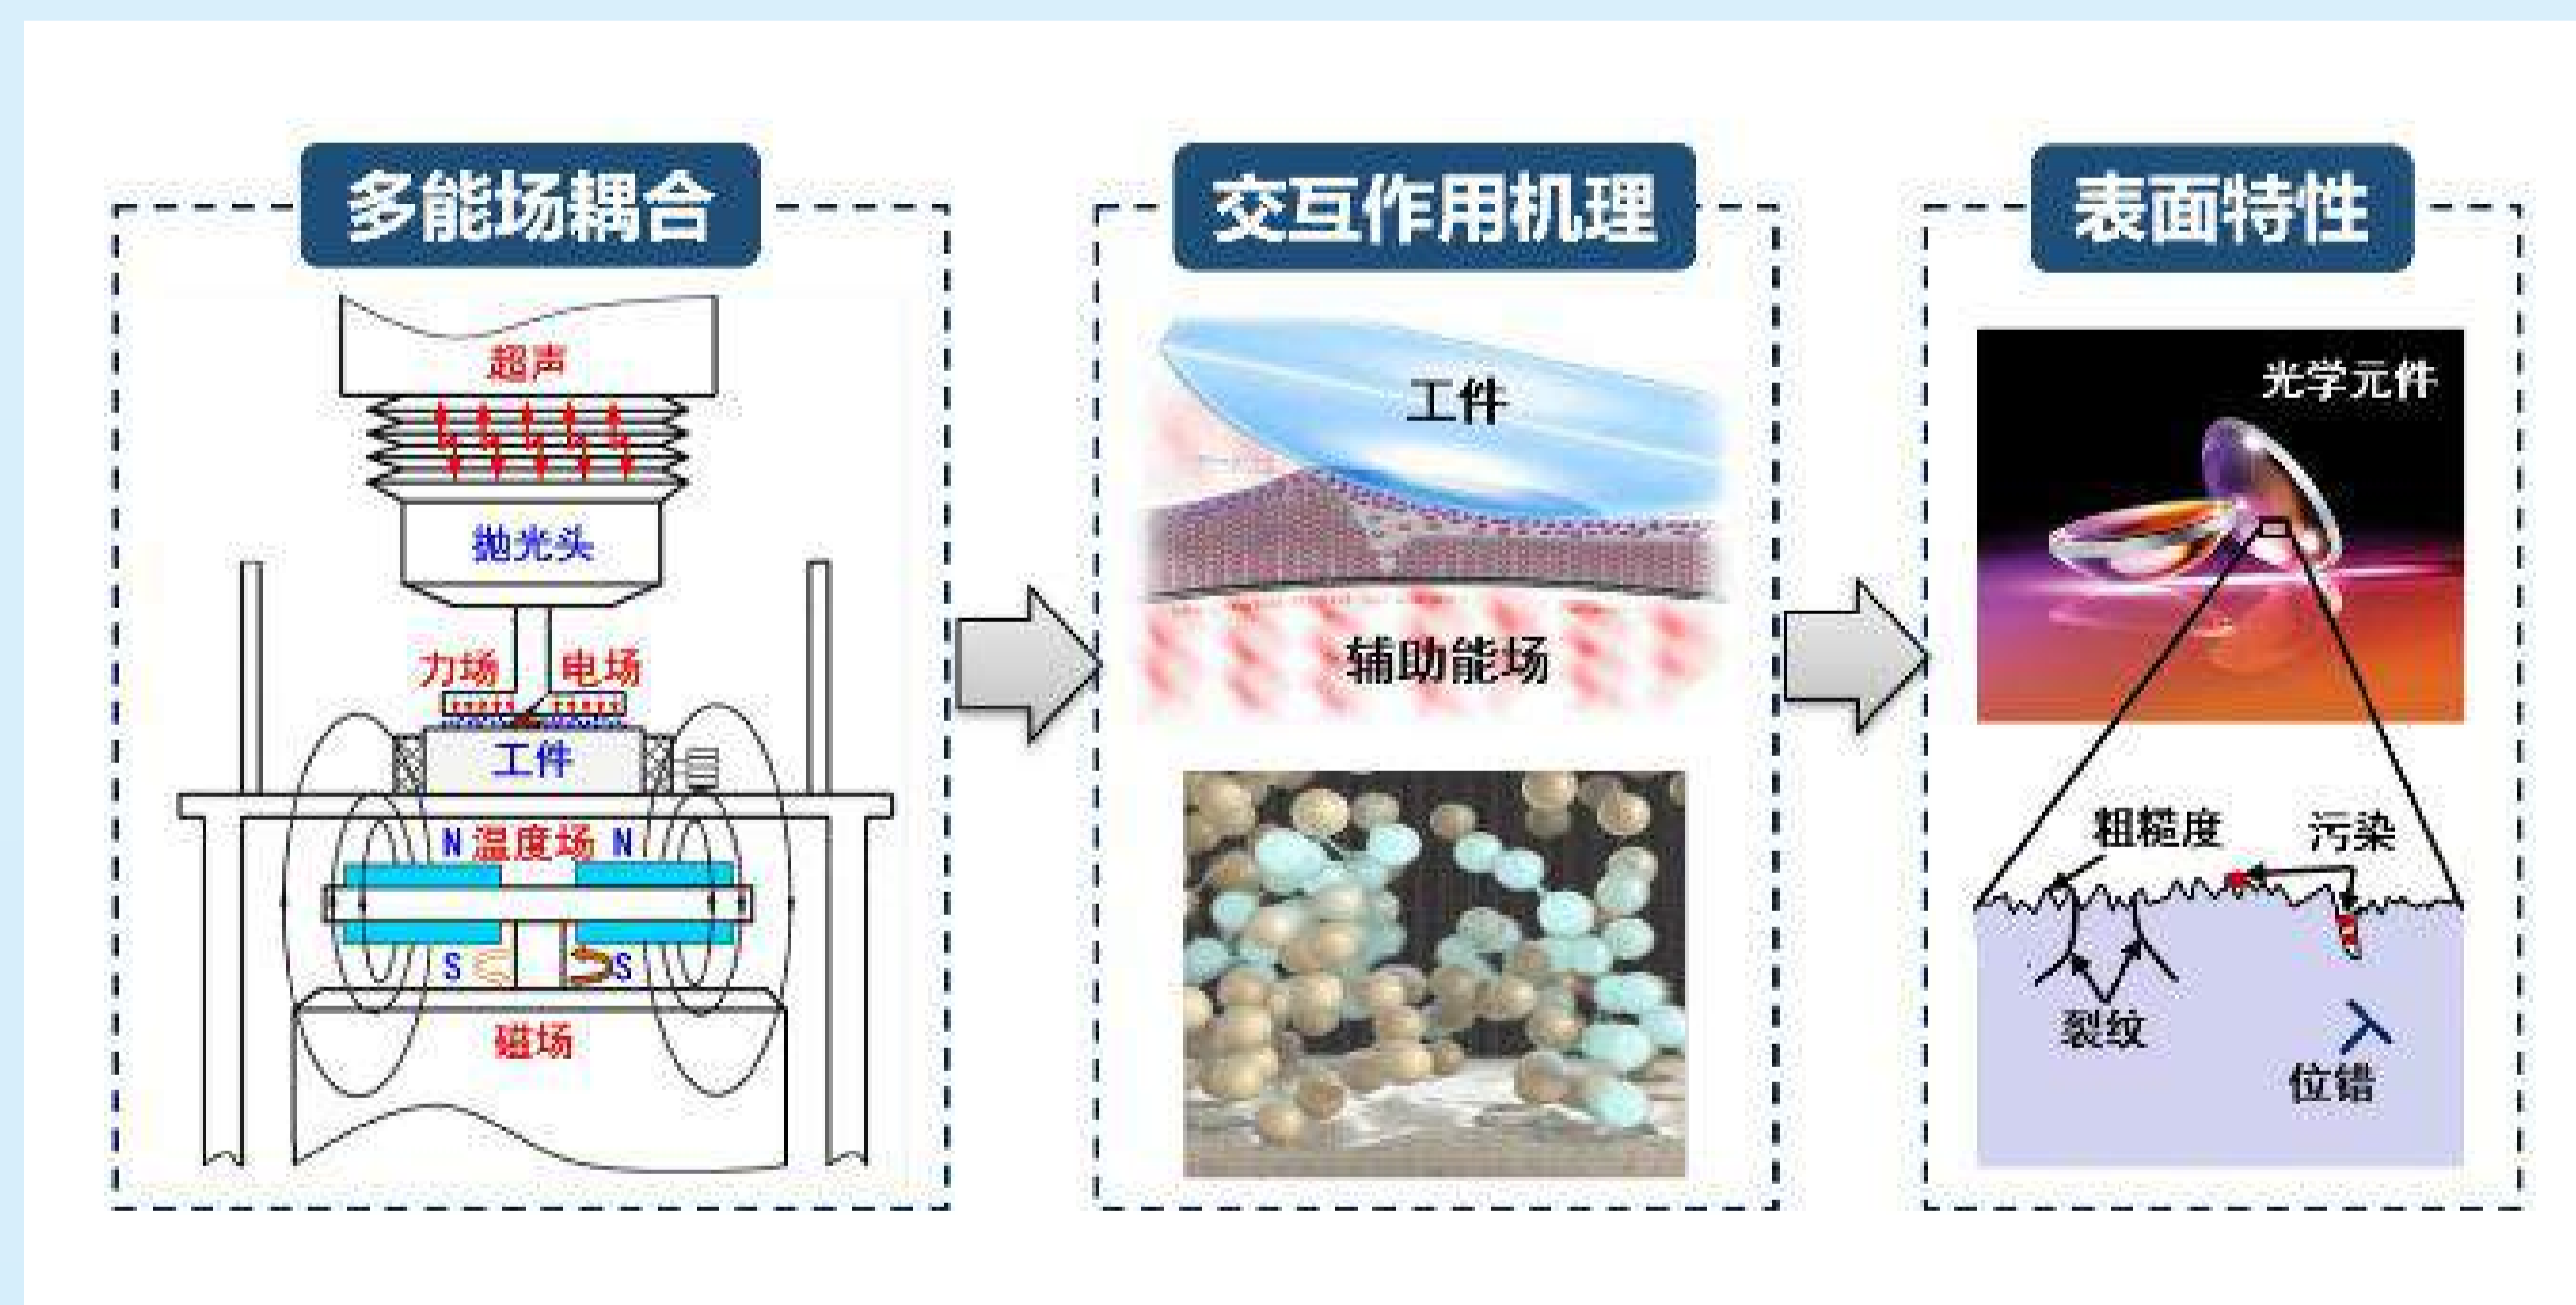 多能场耦合
超声
抛光头
力场 电场
工件
N 温度场 N
S S
磁场
交互作用机理
工件
辅助能场
表面特性
光学元件
粗糙度 污染
裂纹
位错